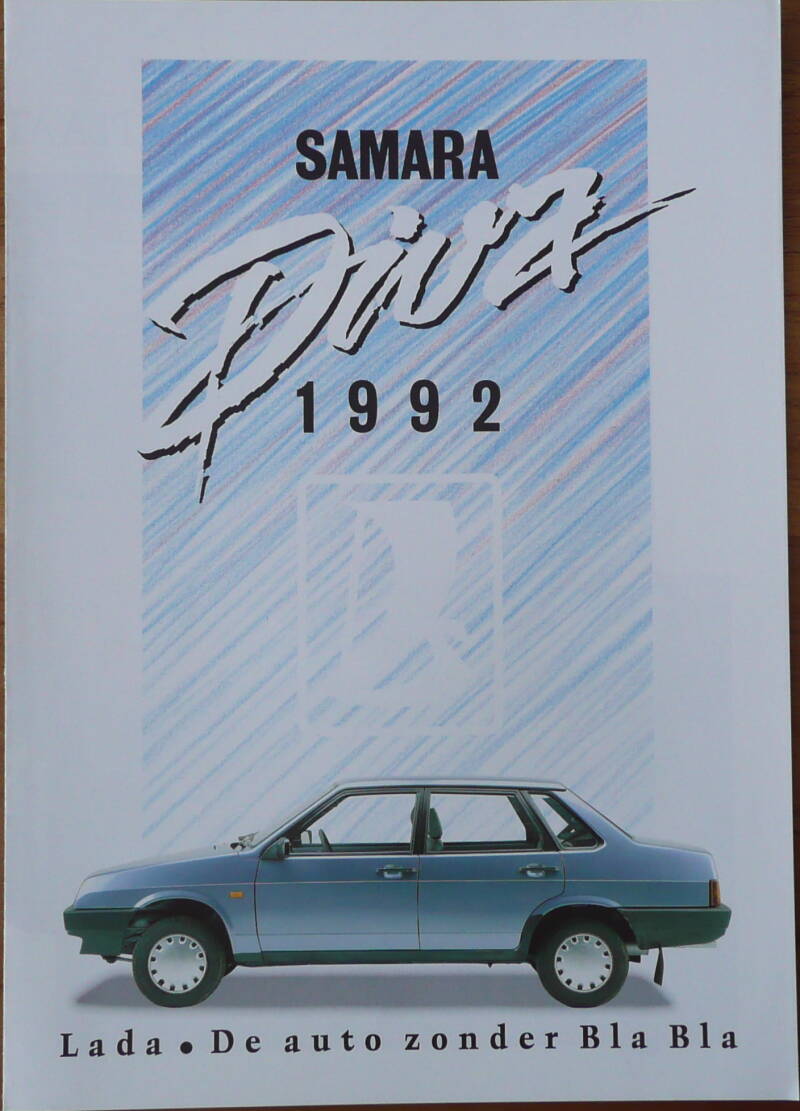 SAMARA
Diva
1992
Lada • De auto zonder Bla Bla